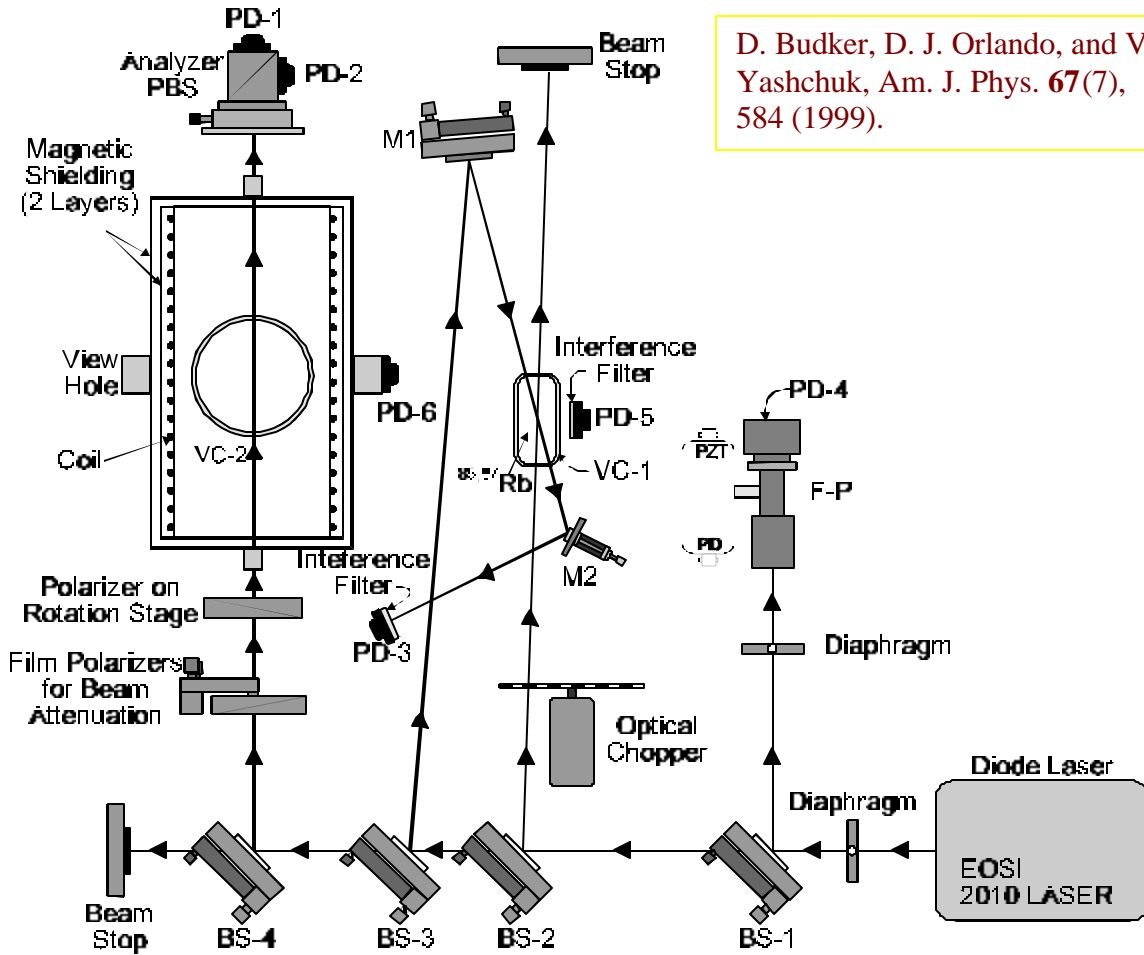 PD-1
Analyzer
PBS
PD-2
Beam
Stop
D. Budker, D. J. Orlando, and V
Yashchuk, Am. J. Phys. 67(7),
584 (1999).
M1
Magnetic
Shielding
(2 Layers)
Interference
Filter
View
Hole
PD-6
PD-5
PD-4
Coil
VC-2
VC-1
Rb
PZT
F-P
PID
Inteference
Filter
M2
Polarizer on
Rotation Stage
PD-3
Diaphragm
Film Polarizers
for Beam
Attenuation
Optical
Chopper
Diode Laser
Diaphragm
EOSI
2010 LASER
Beam
Stop
BS-4
BS-3
BS-2
BS-1